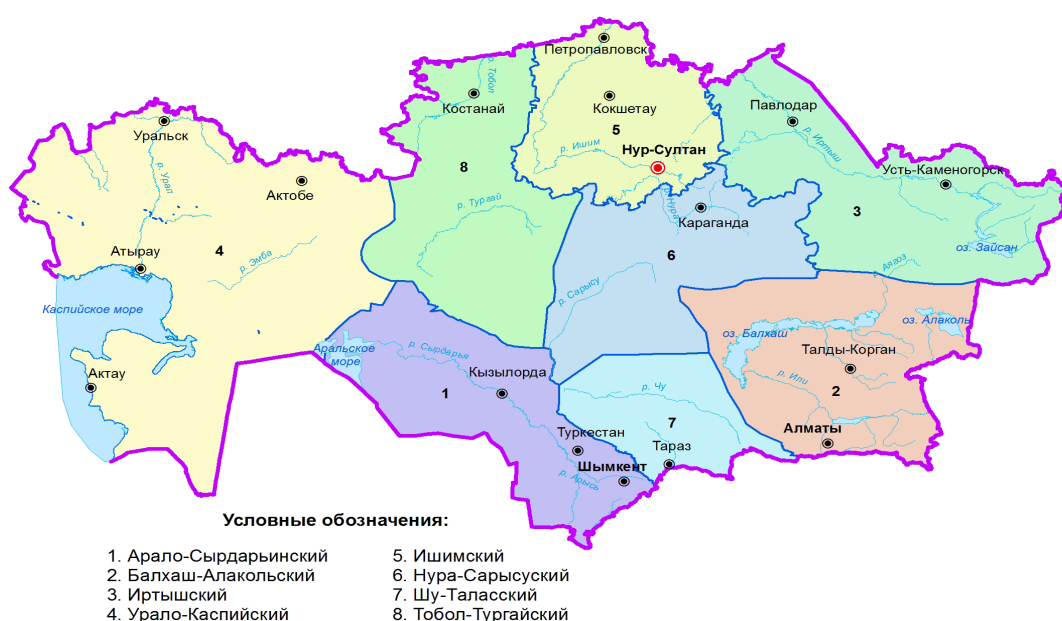 Петропавловск
р. Тобол
Костанай
Кокшетау
5
Павлодар
р. Иртыш
Уральск
р. Урал
р. Ишим
Нур-Султан
8
Усть-Каменогорск
Актобе
р. Тургай
р. Нура
Караганда
3
Атырау
4
р. Эмба
6
оз. Зайсан
р. Аягоз
р. Сарысу
Каспийское море
оз. Балхаш
оз. Алаколь
Аральское
море
р. Сырдарья
Талды-Корган
Актау
Кызылорда
1
р. Чу
р. Или
2
7
Туркестан
Тараз
Алматы
Шымкент
р. Арысь
Условные обозначения:
1. Арало-Сырдарьинский
2. Балхаш-Алакольский
3. Иртышский
4. Урало-Каспийский
5. Ишимский
6. Нура-Сарысуский
7. Шу-Таласский
8. Тобол-Тургайский